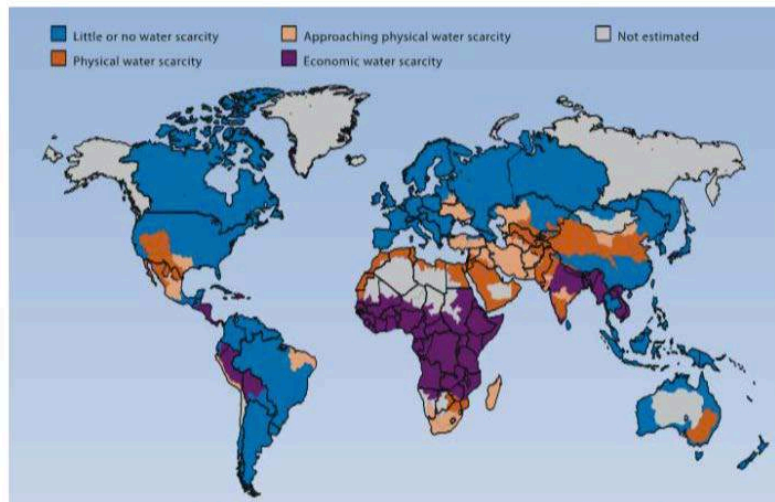 Little or no water scarcity
Approaching physical water scarcity
Not estimated
Physical water scarcity
Economic water scarcity